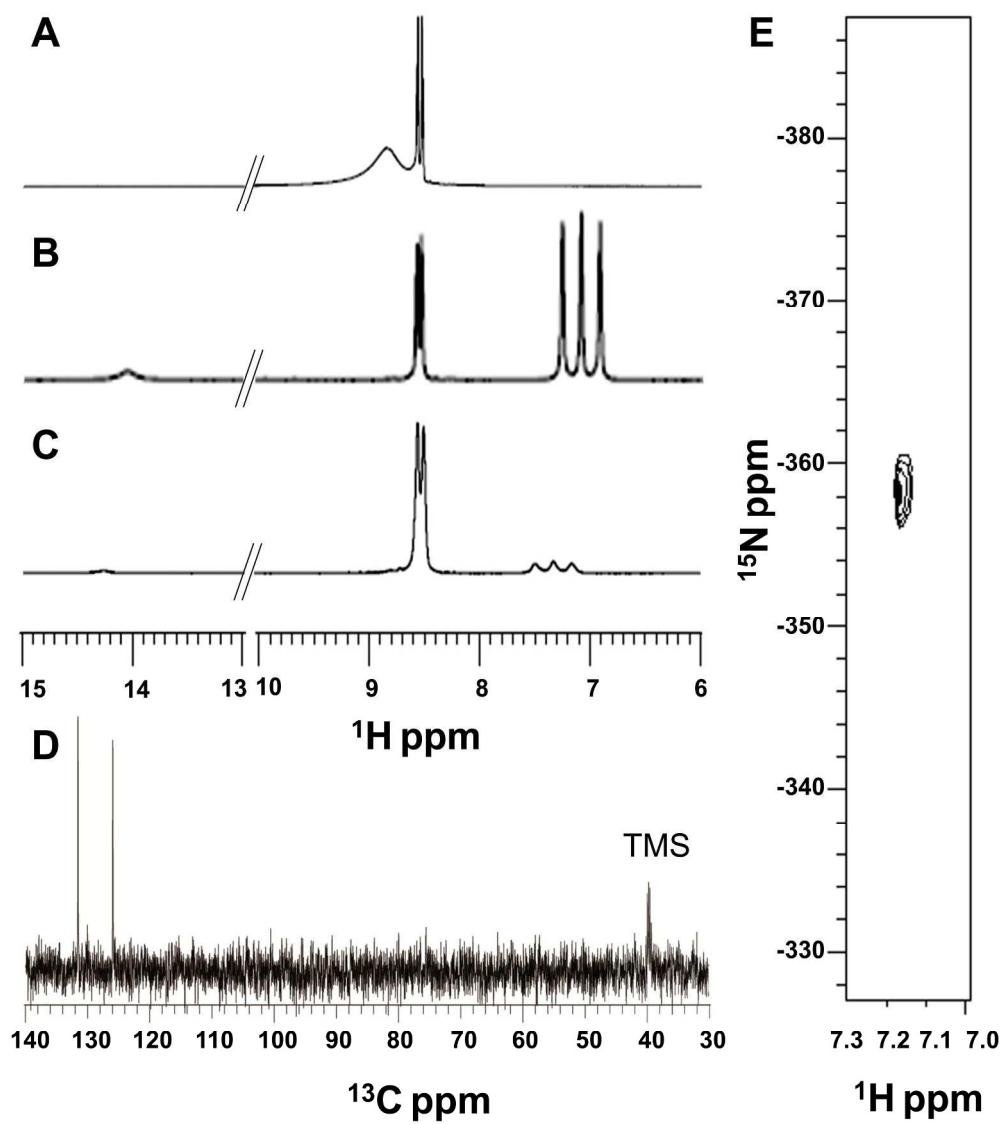 A
B
C
15 14 13 10 9 8 7 6
¹H ppm
D
TMS
140 130 120 110 100 90 80 70 60 50 40 30
¹³C ppm
E
-380
-370
-360
-350
-340
-330
¹⁵N ppm
7.3 7.2 7.1 7.0
¹H ppm